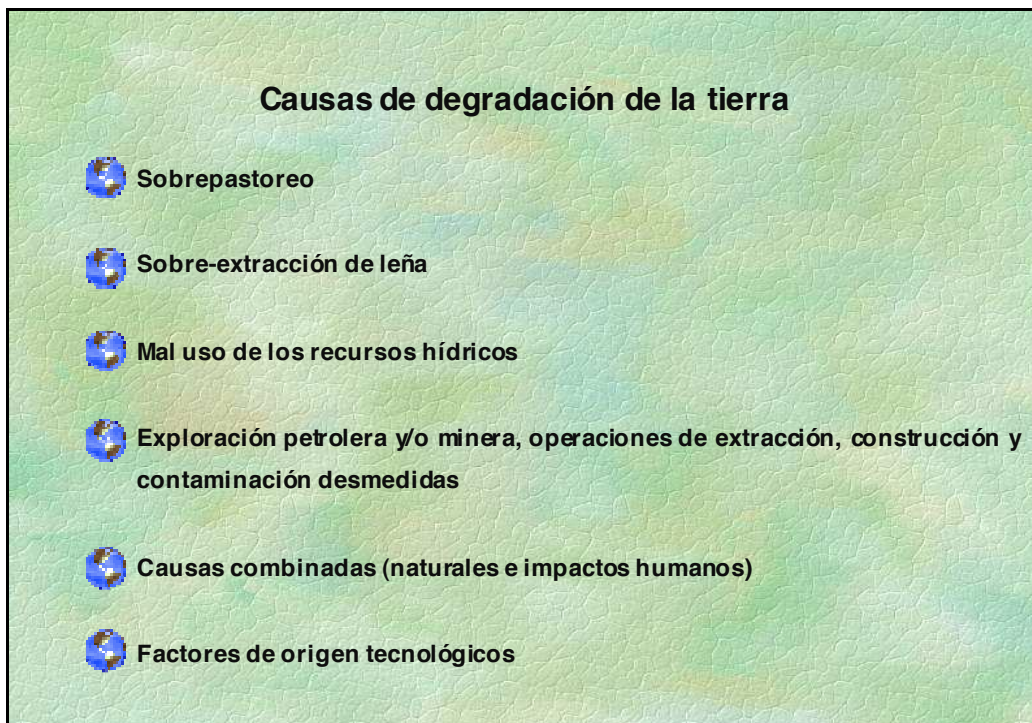 Causas de degradación de la tierra
Sobrepastoreo
Sobre-extracción de leña
Mal uso de los recursos hídricos
Exploración petrolera y/o minera, operaciones de extracción, construcción y
contaminación desmedidas
Causas combinadas (naturales e impactos humanos)
Factores de origen tecnológicos